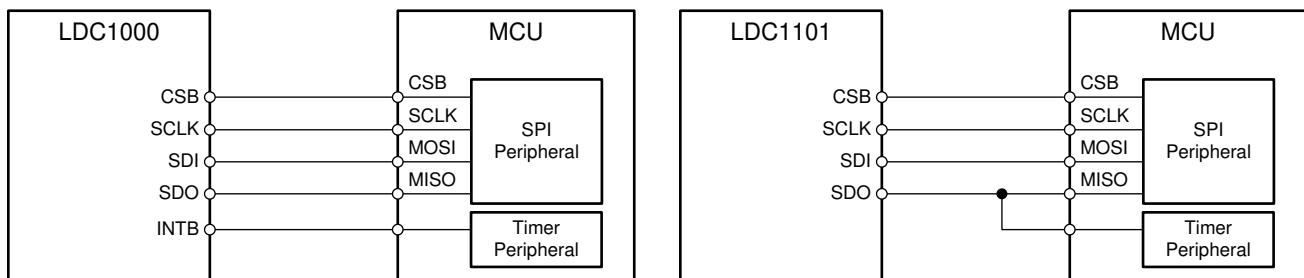 LDC1000
MCU
CSB
CSB
SCLK
SCLK
SDI
MOSI
SDO
MISO
INTB
SPI
Peripheral
Timer
Peripheral
LDC1101
MCU
CSB
CSB
SCLK
SCLK
SDI
MOSI
SDO
MISO
SPI
Peripheral
Timer
Peripheral